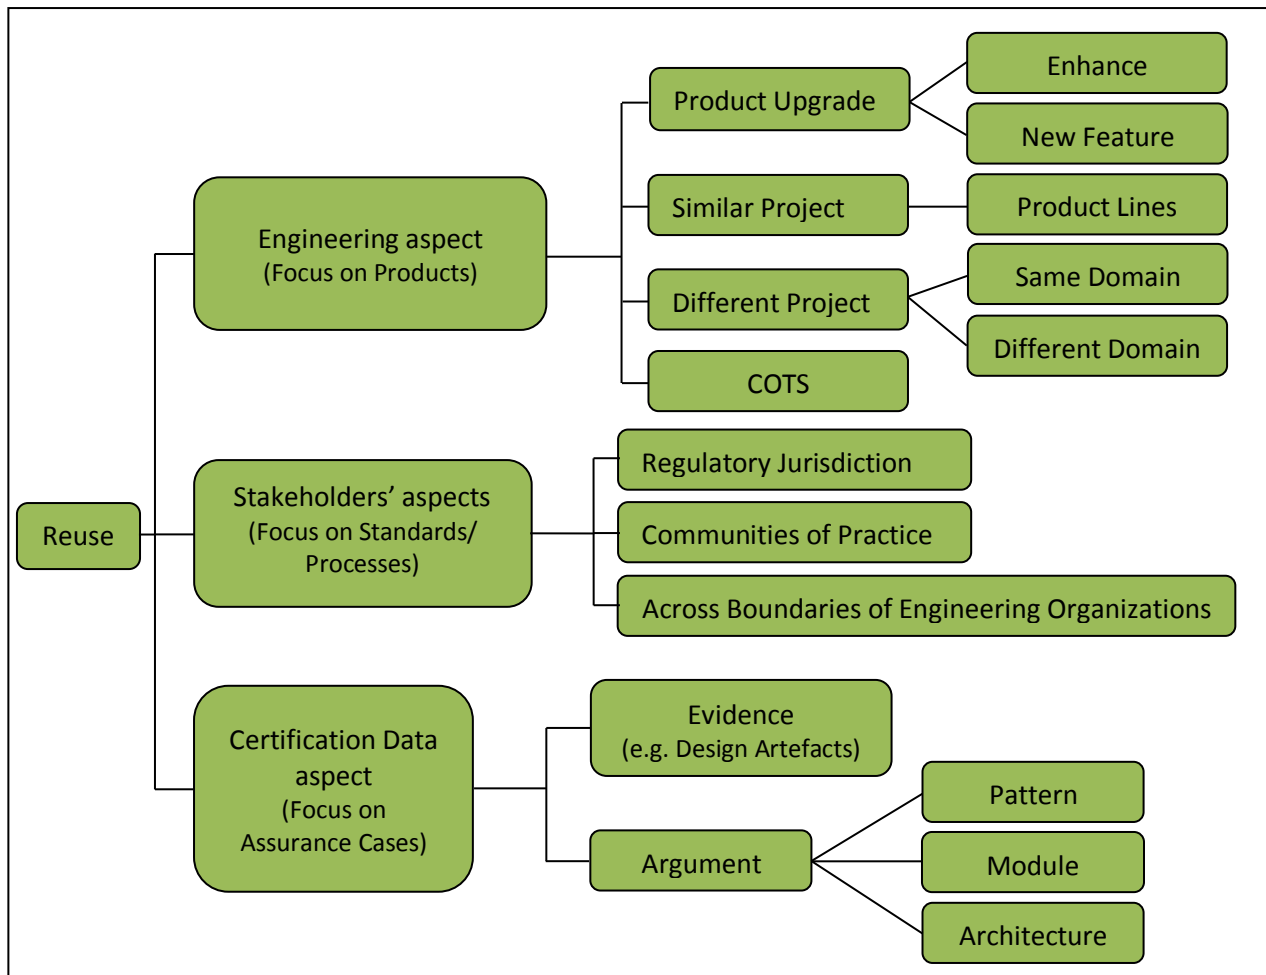 Reuse
Engineering aspect
(Focus on Products)
Product Upgrade
Enhance
New Feature
Similar Project
Product Lines
Different Project
Same Domain
Different Domain
COTS
Stakeholders’ aspects
(Focus on Standards/
Processes)
Regulatory Jurisdiction
Communities of Practice
Across Boundaries of Engineering Organizations
Certification Data
aspect
(Focus on
Assurance Cases)
Evidence
(e.g. Design Artefacts)
Argument
Pattern
Module
Architecture